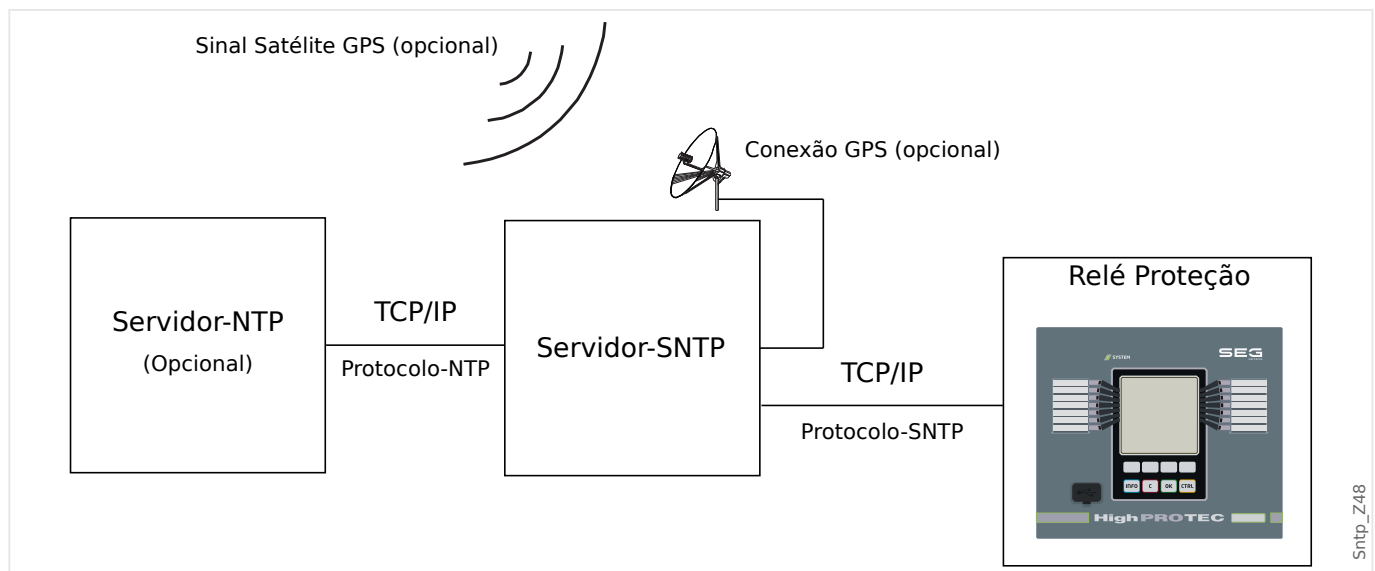 Sinal Satélite GPS (opcional)
Conexão GPS (opcional)
Servidor-NTP
(Opcional)
TCP/IP
Protocolo-NTP
Servidor-SNTP
TCP/IP
Protocolo-SNTP
Relé Proteção
SYSTEM
SEG
INFO
C
OK
CTRL
HighPROTEC
Sntp_Z48